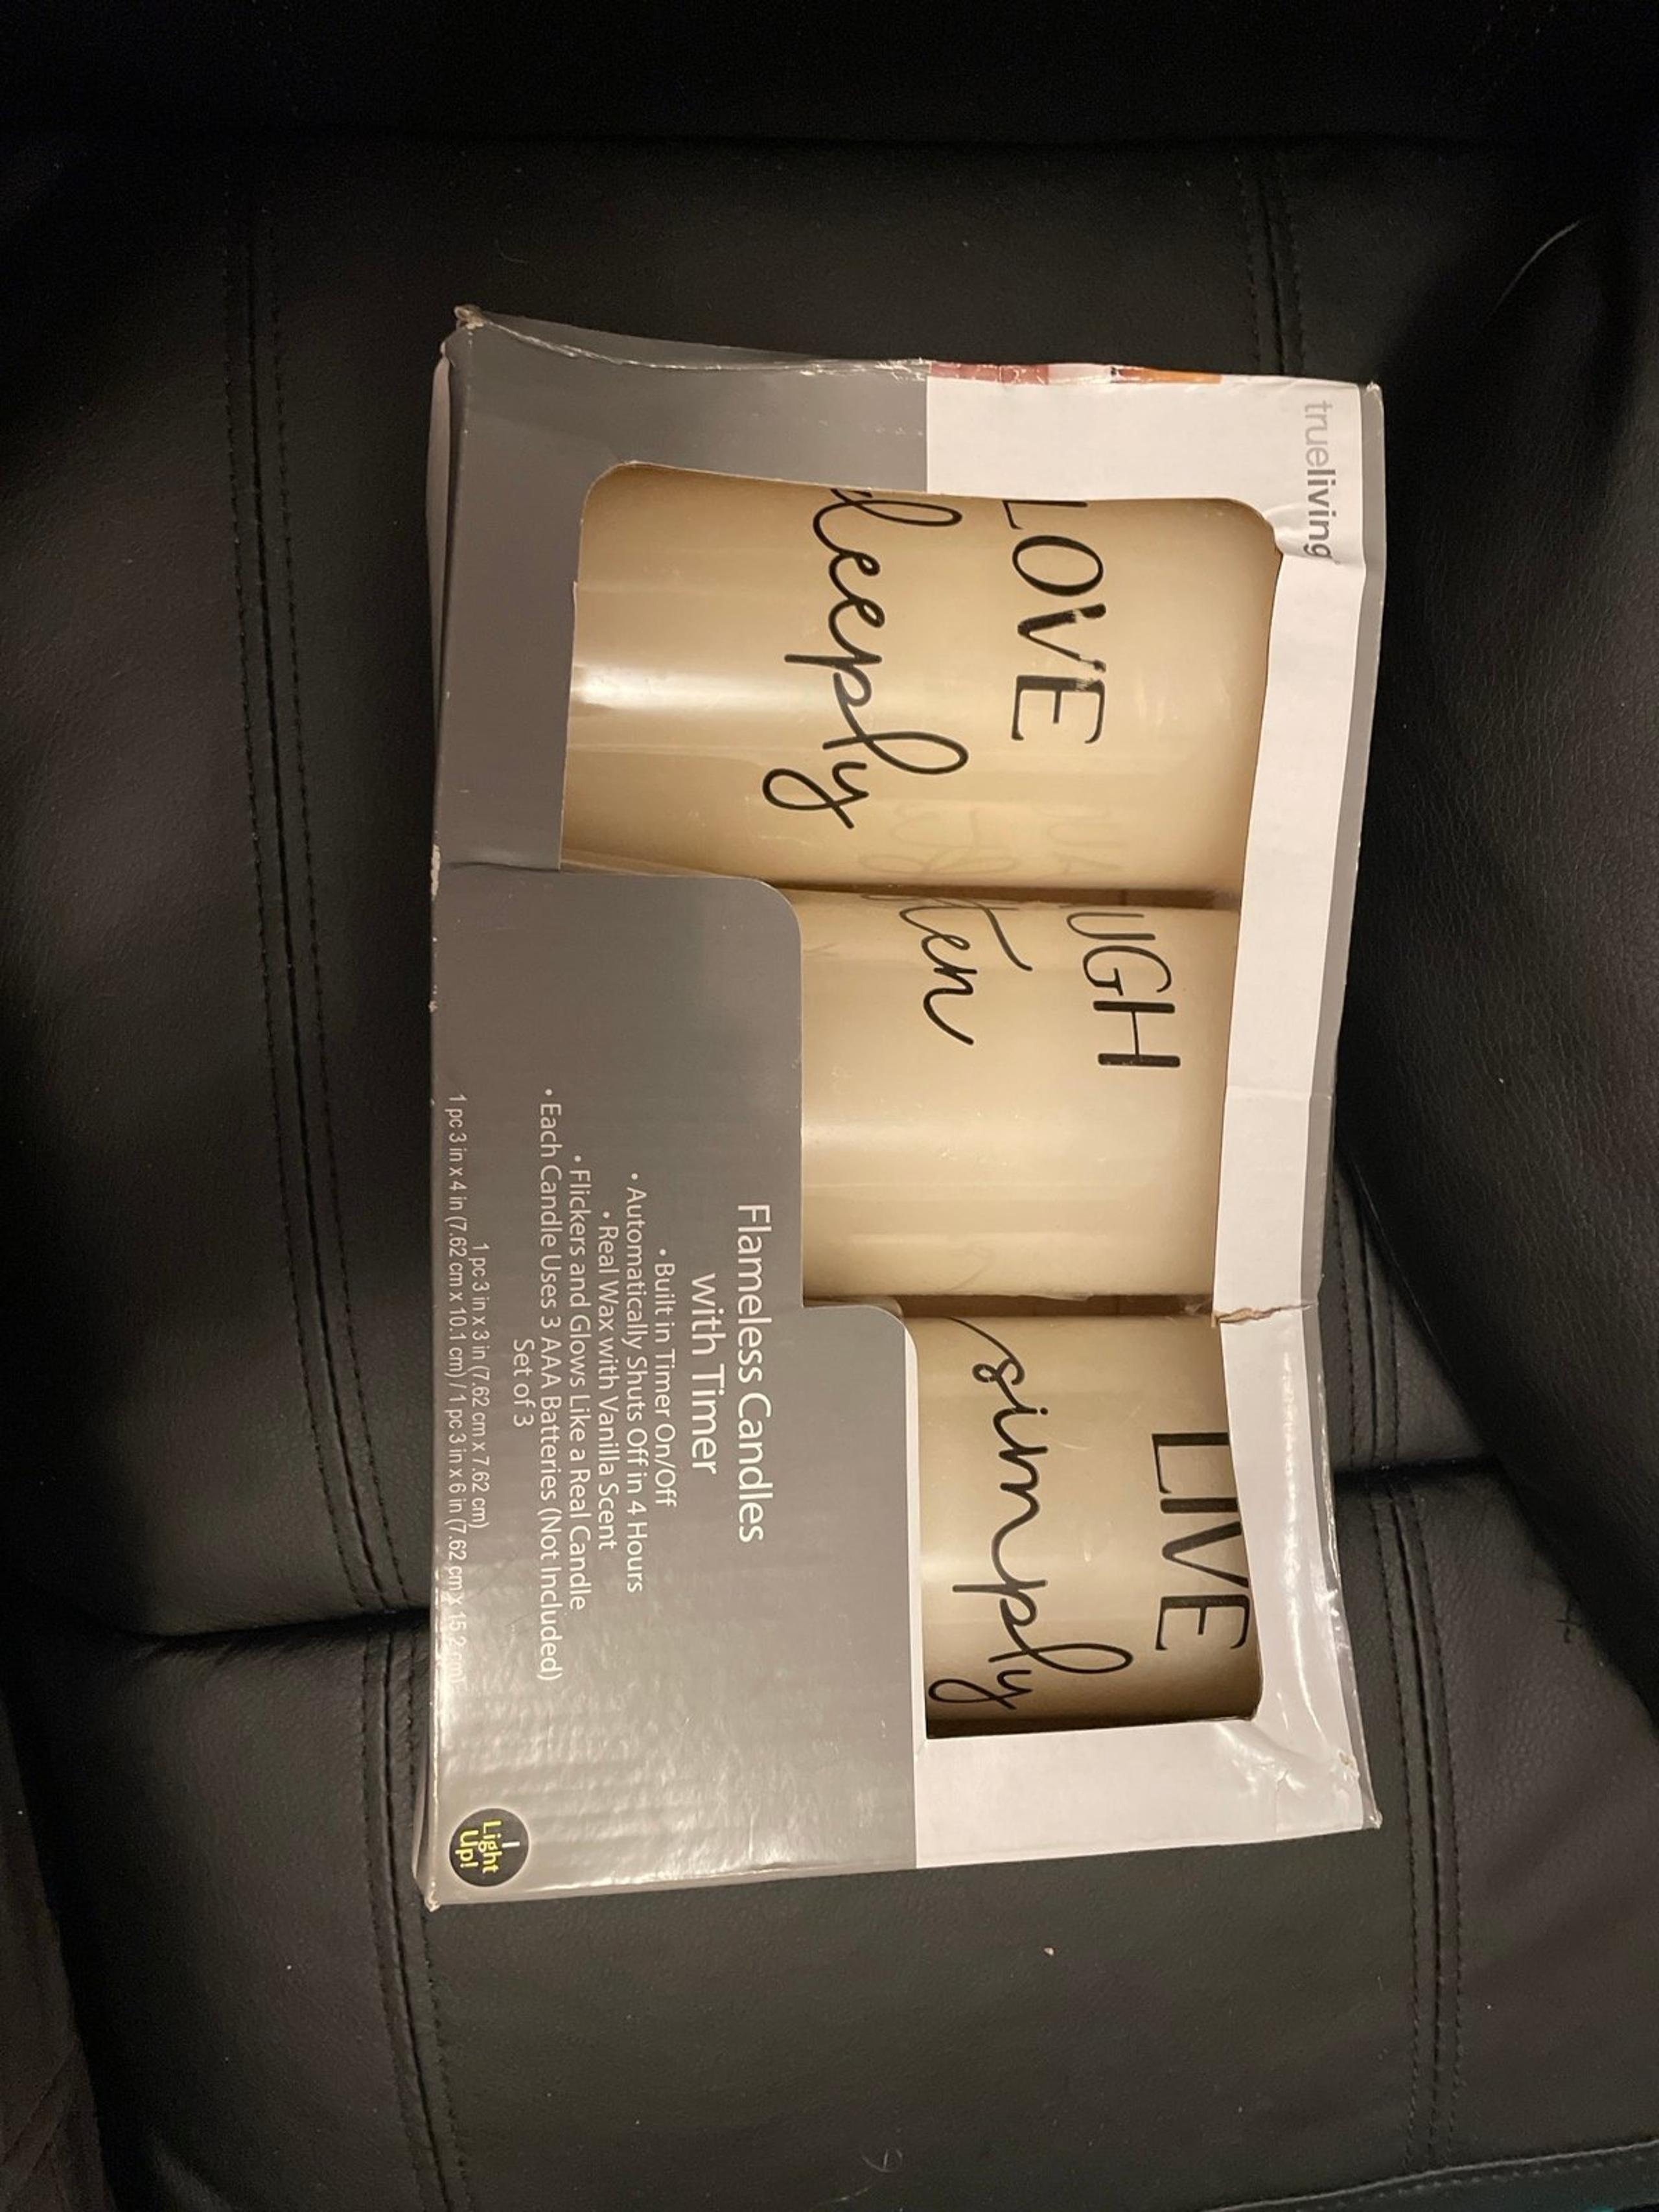 trueliving
LOVE
deeply
UGH
ten
LIVE
simply
Flameless Candles
with Timer
• Built in Timer On/Off
• Automatically Shuts Off in 4 Hours
• Real Wax with Vanilla Scent
• Flickers and Glows Like a Real Candle
• Each Candle Uses 3 AAA Batteries (Not Included)
Set of 3
1 pc 3 in x 3 in (7.62 cm x 7.62 cm)
1 pc 3 in x 4 in (7.62 cm x 10.1 cm) / 1 pc 3 in x 6 in (7.62 cm x 15.2 cm)
I
Light
Up!